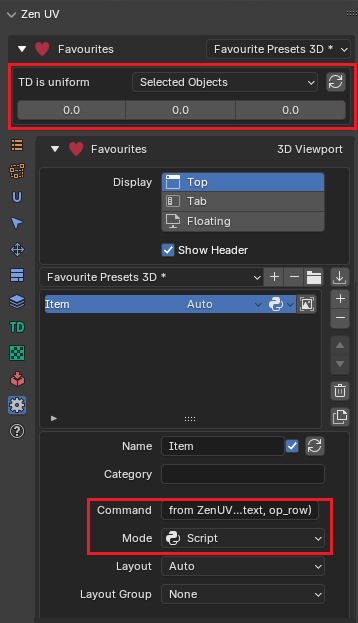 Zen UV
Favourites Favourite Presets 3D *
TD is uniform Selected Objects
0.0 0.0 0.0
Favourites 3D Viewport
Display Top
Tab
Floating
Show Header
Favourite Presets 3D *
Item Auto
TD
Name Item
Category
Command from ZenUV...text, op_row)
Mode Script
Layout Auto
Layout Group None